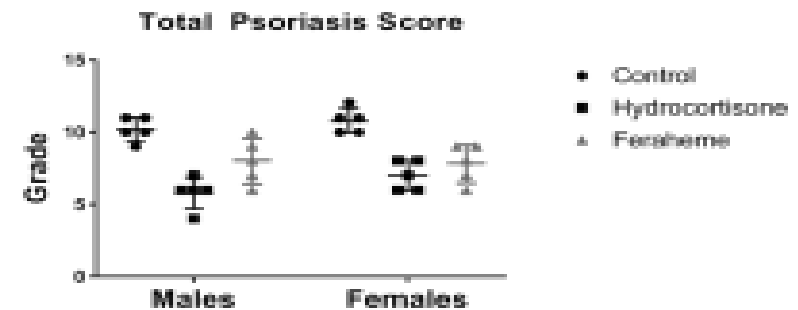 Total Psoriasis Score
15
10
5
0
Grade
Males
Females
Control
Hydrocortisone
Feraheme